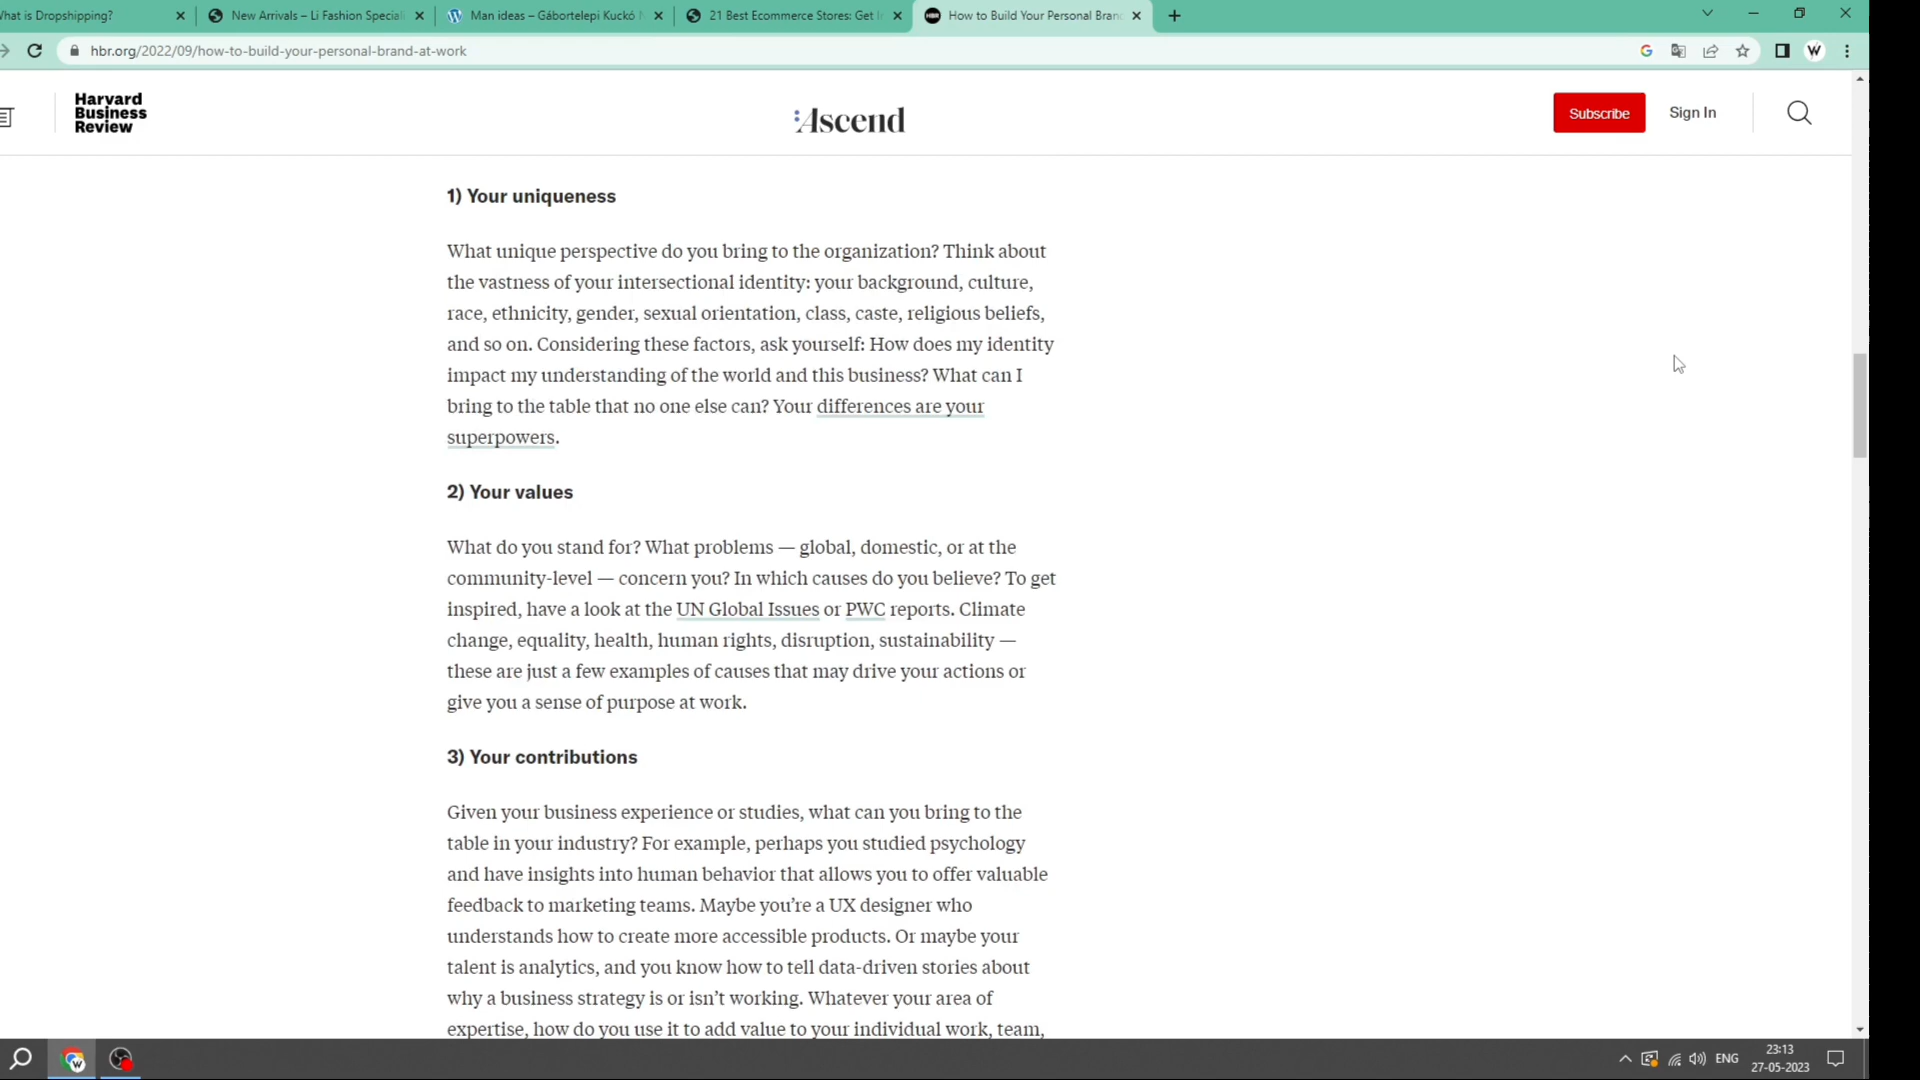 hat is Dropshipping?
New Arrivals – Li Fashion Speciali
Man ideas – Gábortelepi Kuckó
21 Best Ecommerce Stores: Get I
HBR
How to Build Your Personal Bran
hbr.org/2022/09/how-to-build-your-personal-brand-at-work
Harvard
Business
Review
:Ascend
Subscribe
Sign In
1) Your uniqueness
What unique perspective do you bring to the organization? Think about
the vastness of your intersectional identity: your background, culture,
race, ethnicity, gender, sexual orientation, class, caste, religious beliefs,
and so on. Considering these factors, ask yourself: How does my identity
impact my understanding of the world and this business? What can I
bring to the table that no one else can? Your differences are your
superpowers.
2) Your values
What do you stand for? What problems — global, domestic, or at the
community-level — concern you? In which causes do you believe? To get
inspired, have a look at the UN Global Issues or PWC reports. Climate
change, equality, health, human rights, disruption, sustainability —
these are just a few examples of causes that may drive your actions or
give you a sense of purpose at work.
3) Your contributions
Given your business experience or studies, what can you bring to the
table in your industry? For example, perhaps you studied psychology
and have insights into human behavior that allows you to offer valuable
feedback to marketing teams. Maybe you’re a UX designer who
understands how to create more accessible products. Or maybe your
talent is analytics, and you know how to tell data-driven stories about
why a business strategy is or isn’t working. Whatever your area of
expertise, how do you use it to add value to your individual work, team,
ENG
23:13
27-05-2023